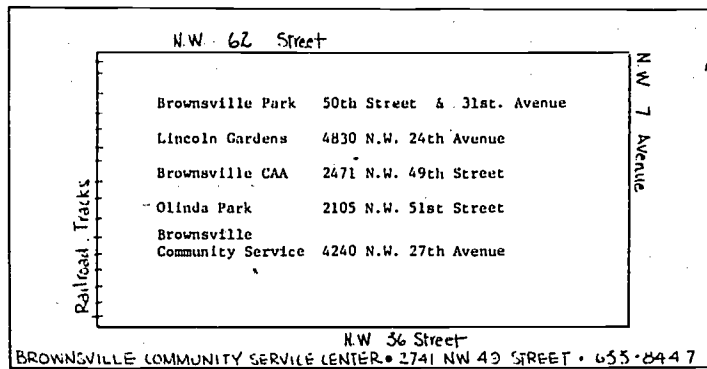 N.W. 62 Street
Brownsville Park 50th Street & 31st. Avenue
Lincoln Gardens 4830 N.W. 24th Avenue
Brownsville CAA 2471 N.W. 49th Street
Olinda Park 2105 N.W. 51st Street
Brownsville
Community Service 4240 N.W. 27th Avenue
Railroad Tracks
N.W 7 Avenue
N.W 36 Street
BROWNSVILLE COMMUNITY SERVICE CENTER • 2741 NW 49 STREET • 635-8447